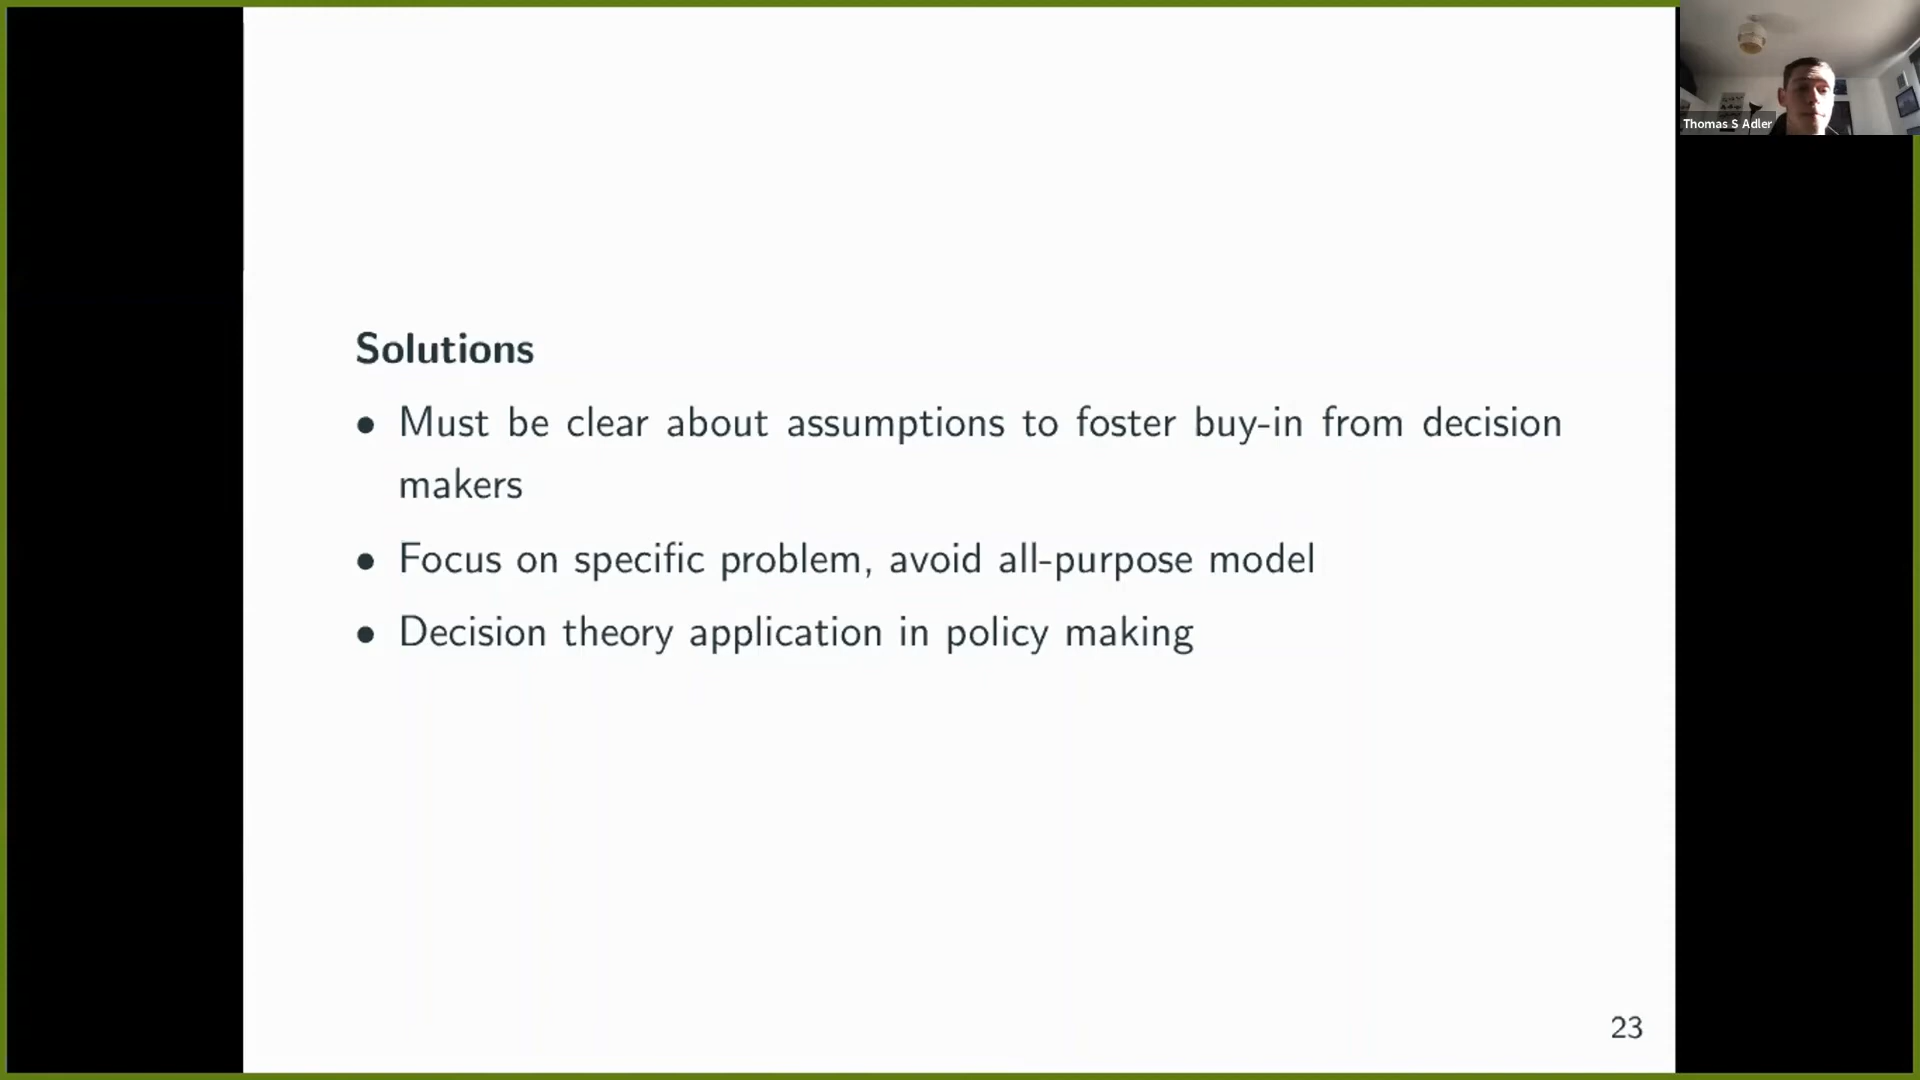 Thomas S Adler
Solutions
• Must be clear about assumptions to foster buy-in from decision
makers
• Focus on specific problem, avoid all-purpose model
• Decision theory application in policy making
23